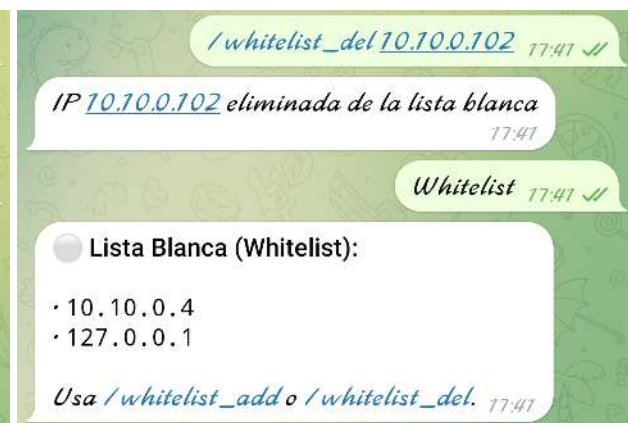 /whitelist_del 10.10.0.102 17:41
IP 10.10.0.102 eliminada de la lista blanca
17:41
Whitelist 17:41
Lista Blanca (Whitelist):
· 10.10.0.4
· 127.0.0.1
Usa /whitelist_add o /whitelist_del. 17:41